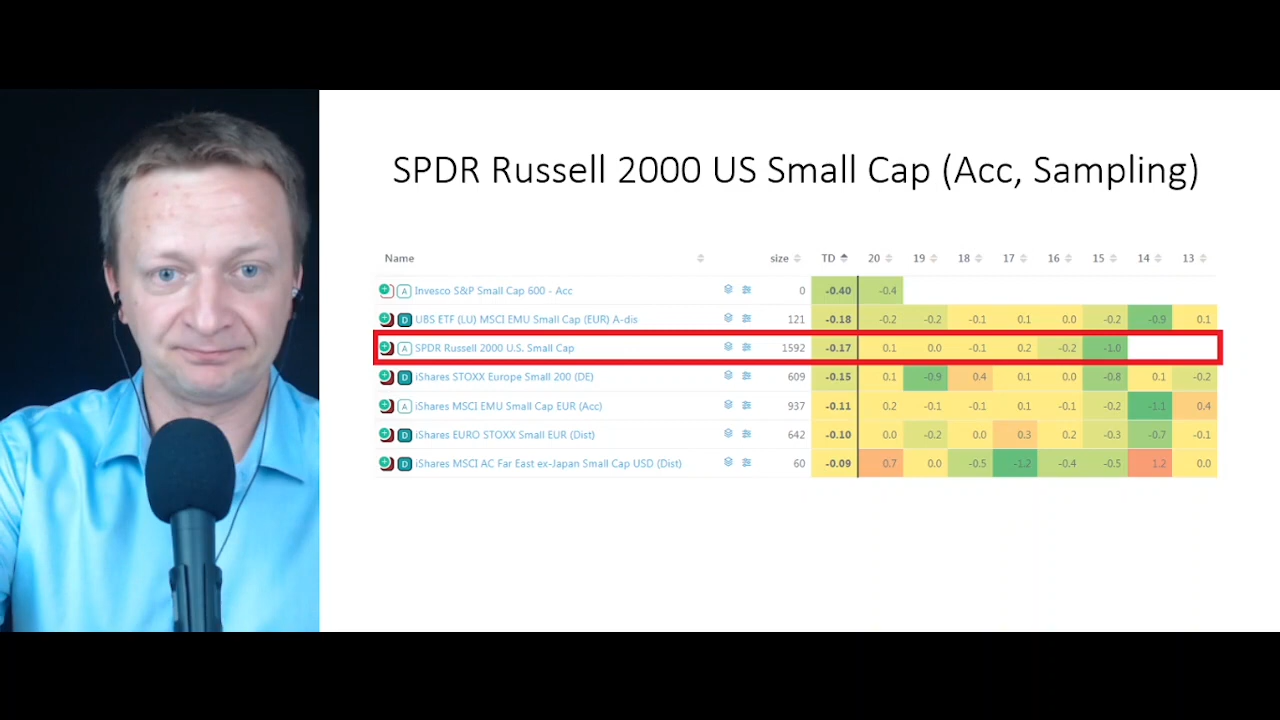 SPDR Russell 2000 US Small Cap (Acc, Sampling)
Name size TD 20 19 18 17 16 15 14 13
A Invesco S&P Small Cap 600 - Acc 0 -0.40 -0.4
D UBS ETF (LU) MSCI EMU Small Cap (EUR) A-dis 121 -0.18 -0.2 -0.2 -0.1 0.1 0.0 -0.2 -0.9 0.1
A SPDR Russell 2000 U.S. Small Cap 1592 -0.17 0.1 0.0 -0.1 0.2 -0.2 -1.0
D iShares STOXX Europe Small 200 (DE) 609 -0.15 0.1 -0.9 0.4 0.1 0.0 -0.8 0.1 -0.2
A iShares MSCI EMU Small Cap EUR (Acc) 937 -0.11 0.2 -0.1 -0.1 0.1 -0.1 -0.2 -1.1 0.4
D iShares EURO STOXX Small EUR (Dist) 642 -0.10 0.0 -0.2 0.0 0.3 0.2 -0.3 -0.7 -0.1
D iShares MSCI AC Far East ex-Japan Small Cap USD (Dist) 60 -0.09 0.7 0.0 -0.5 -1.2 -0.4 -0.5 1.2 0.0